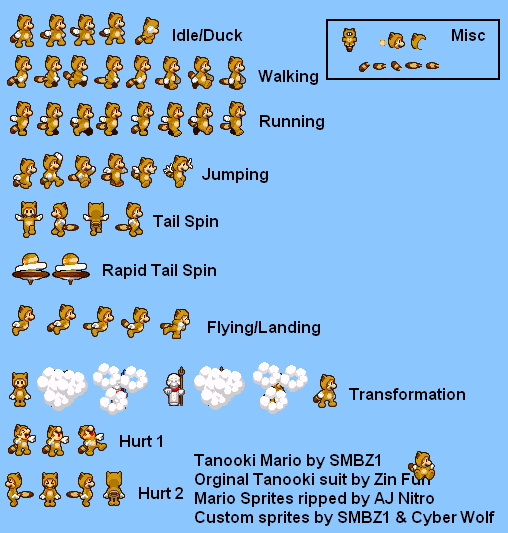 Idle/Duck
Misc
Walking
Running
Jumping
Tail Spin
Rapid Tail Spin
Flying/Landing
Transformation
Hurt 1
Hurt 2
Tanooki Mario by SMBZ1
Orginal Tanooki suit by Zin Fun
Mario Sprites ripped by AJ Nitro
Custom sprites by SMBZ1 & Cyber Wolf